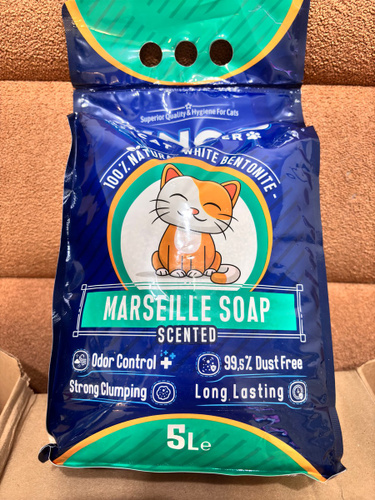 Superior Quality & Hygiene For Cats
100% NATURAL WHITE BENTONITE
MARSEILLE SOAP
SCENTED
Odor Control
99,5% Dust Free
Strong Clumping
Long Lasting
5L℮